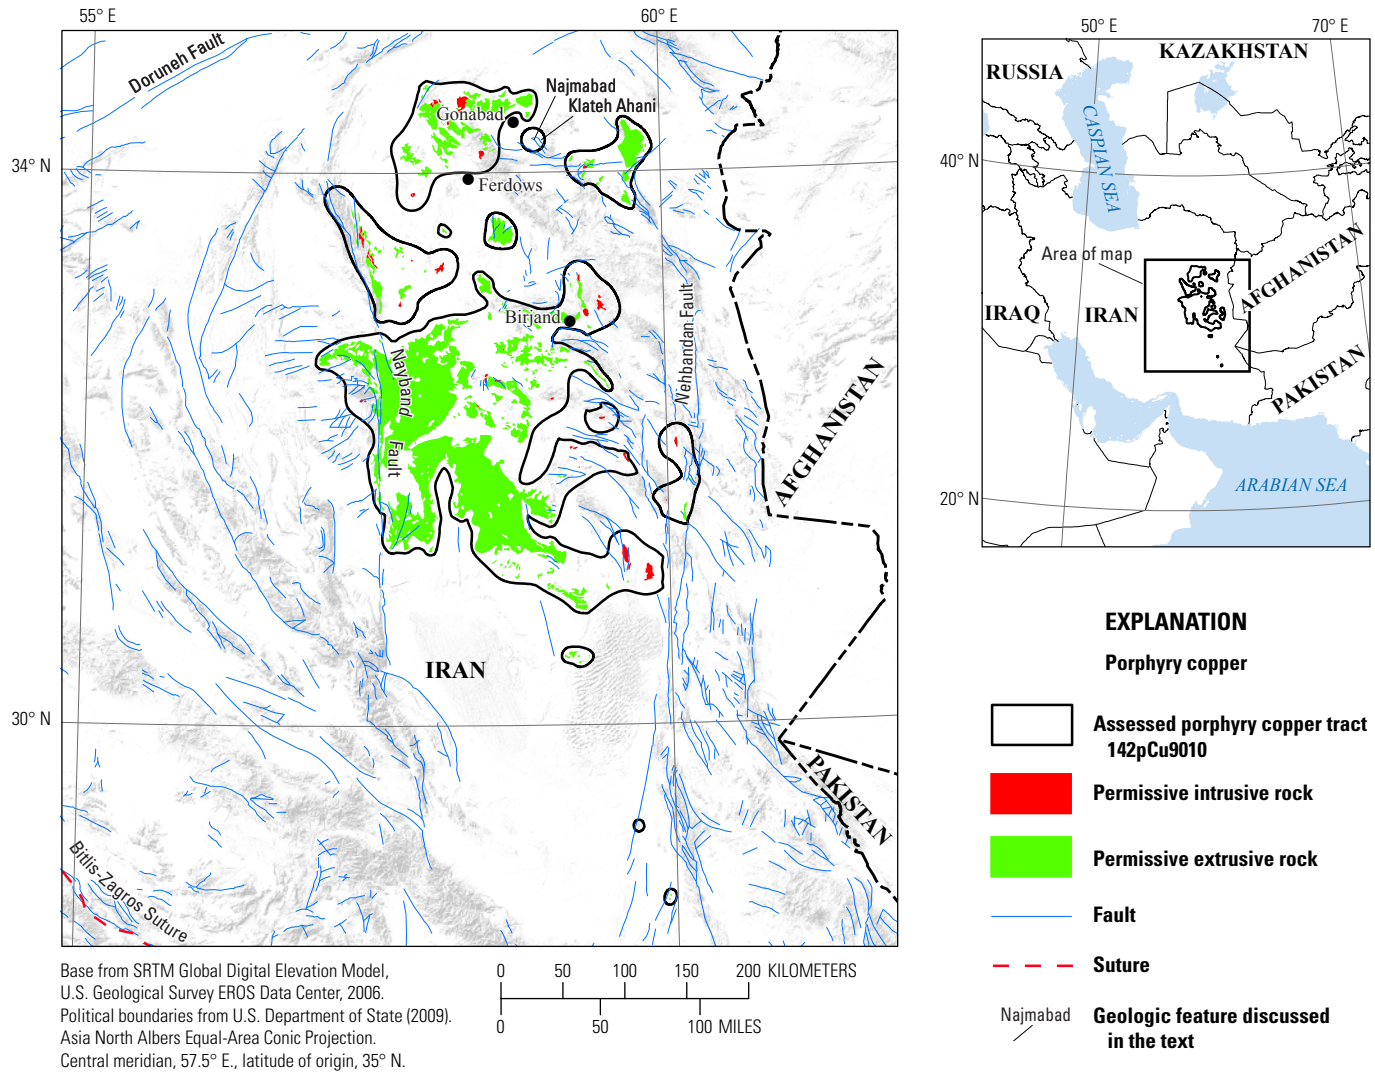 55° E
60° E
Doruneh Fault
Najmabad
Klateh Ahani
Gonabad
34° N
Ferdows
Birjand
Nehbandan Fault
Nayband
Fault
AFGHANISTAN
IRAN
30° N
PAKISTAN
Bitlis-Zagros Suture
50° E
70° E
KAZAKHSTAN
RUSSIA
CASPIAN SEA
40° N
Area of map
AFGHANISTAN
IRAQ
IRAN
PAKISTAN
ARABIAN SEA
20° N
EXPLANATION
Porphyry copper
Assessed porphyry copper tract
142pCu9010
Permissive intrusive rock
Permissive extrusive rock
Fault
Suture
Najmabad
Geologic feature discussed
in the text
Base from SRTM Global Digital Elevation Model,
U.S. Geological Survey EROS Data Center, 2006.
Political boundaries from U.S. Department of State (2009).
Asia North Albers Equal-Area Conic Projection.
Central meridian, 57.5° E., latitude of origin, 35° N.
0 50 100 150 200 KILOMETERS
0 50 100 MILES